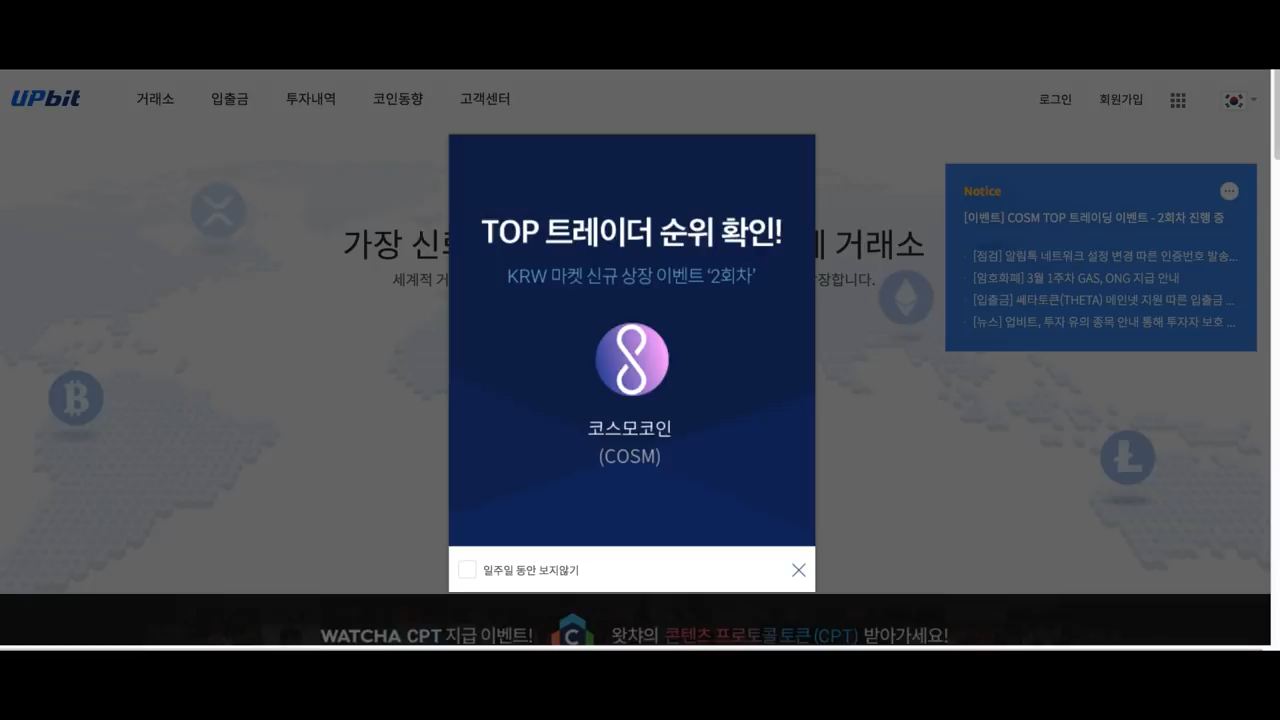 UPbit
거래소
입출금
투자내역
코인동향
고객센터
로그인
회원가입
Notice
[이벤트] COSM TOP 트레이딩 이벤트 - 2회차 진행 중
· [점검] 알림톡 네트워크 설정 변경 따른 인증번호 발송...
· [암호화폐] 3월 1주차 GAS, ONG 지급 안내
· [입출금] 쎄타토큰(THETA) 메인넷 지원 따른 입출금 ...
· [뉴스] 업비트, 투자 유의 종목 안내 통해 투자자 보호 ...
가장
거래소
세계적
TOP 트레이더 순위 확인!
KRW 마켓 신규 상장 이벤트 ‘2회차’
코스모코인
(COSM)
일주일 동안 보지않기
WATCHA CPT 지급 이벤트!
C
왓챠의 콘텐츠 프로토콜 토큰(CPT) 받아가세요!